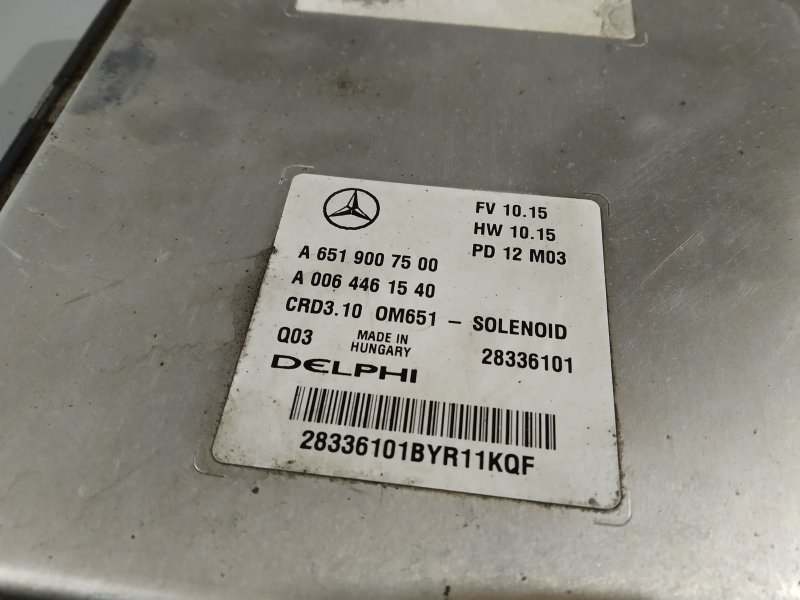 FV 10.15
HW 10.15
PD 12 M03
A 651 900 75 00
A 006 446 15 40
CRD3.10 OM651 – SOLENOID
Q03 MADE IN HUNGARY 28336101
DELPHI
28336101BYR11KQF